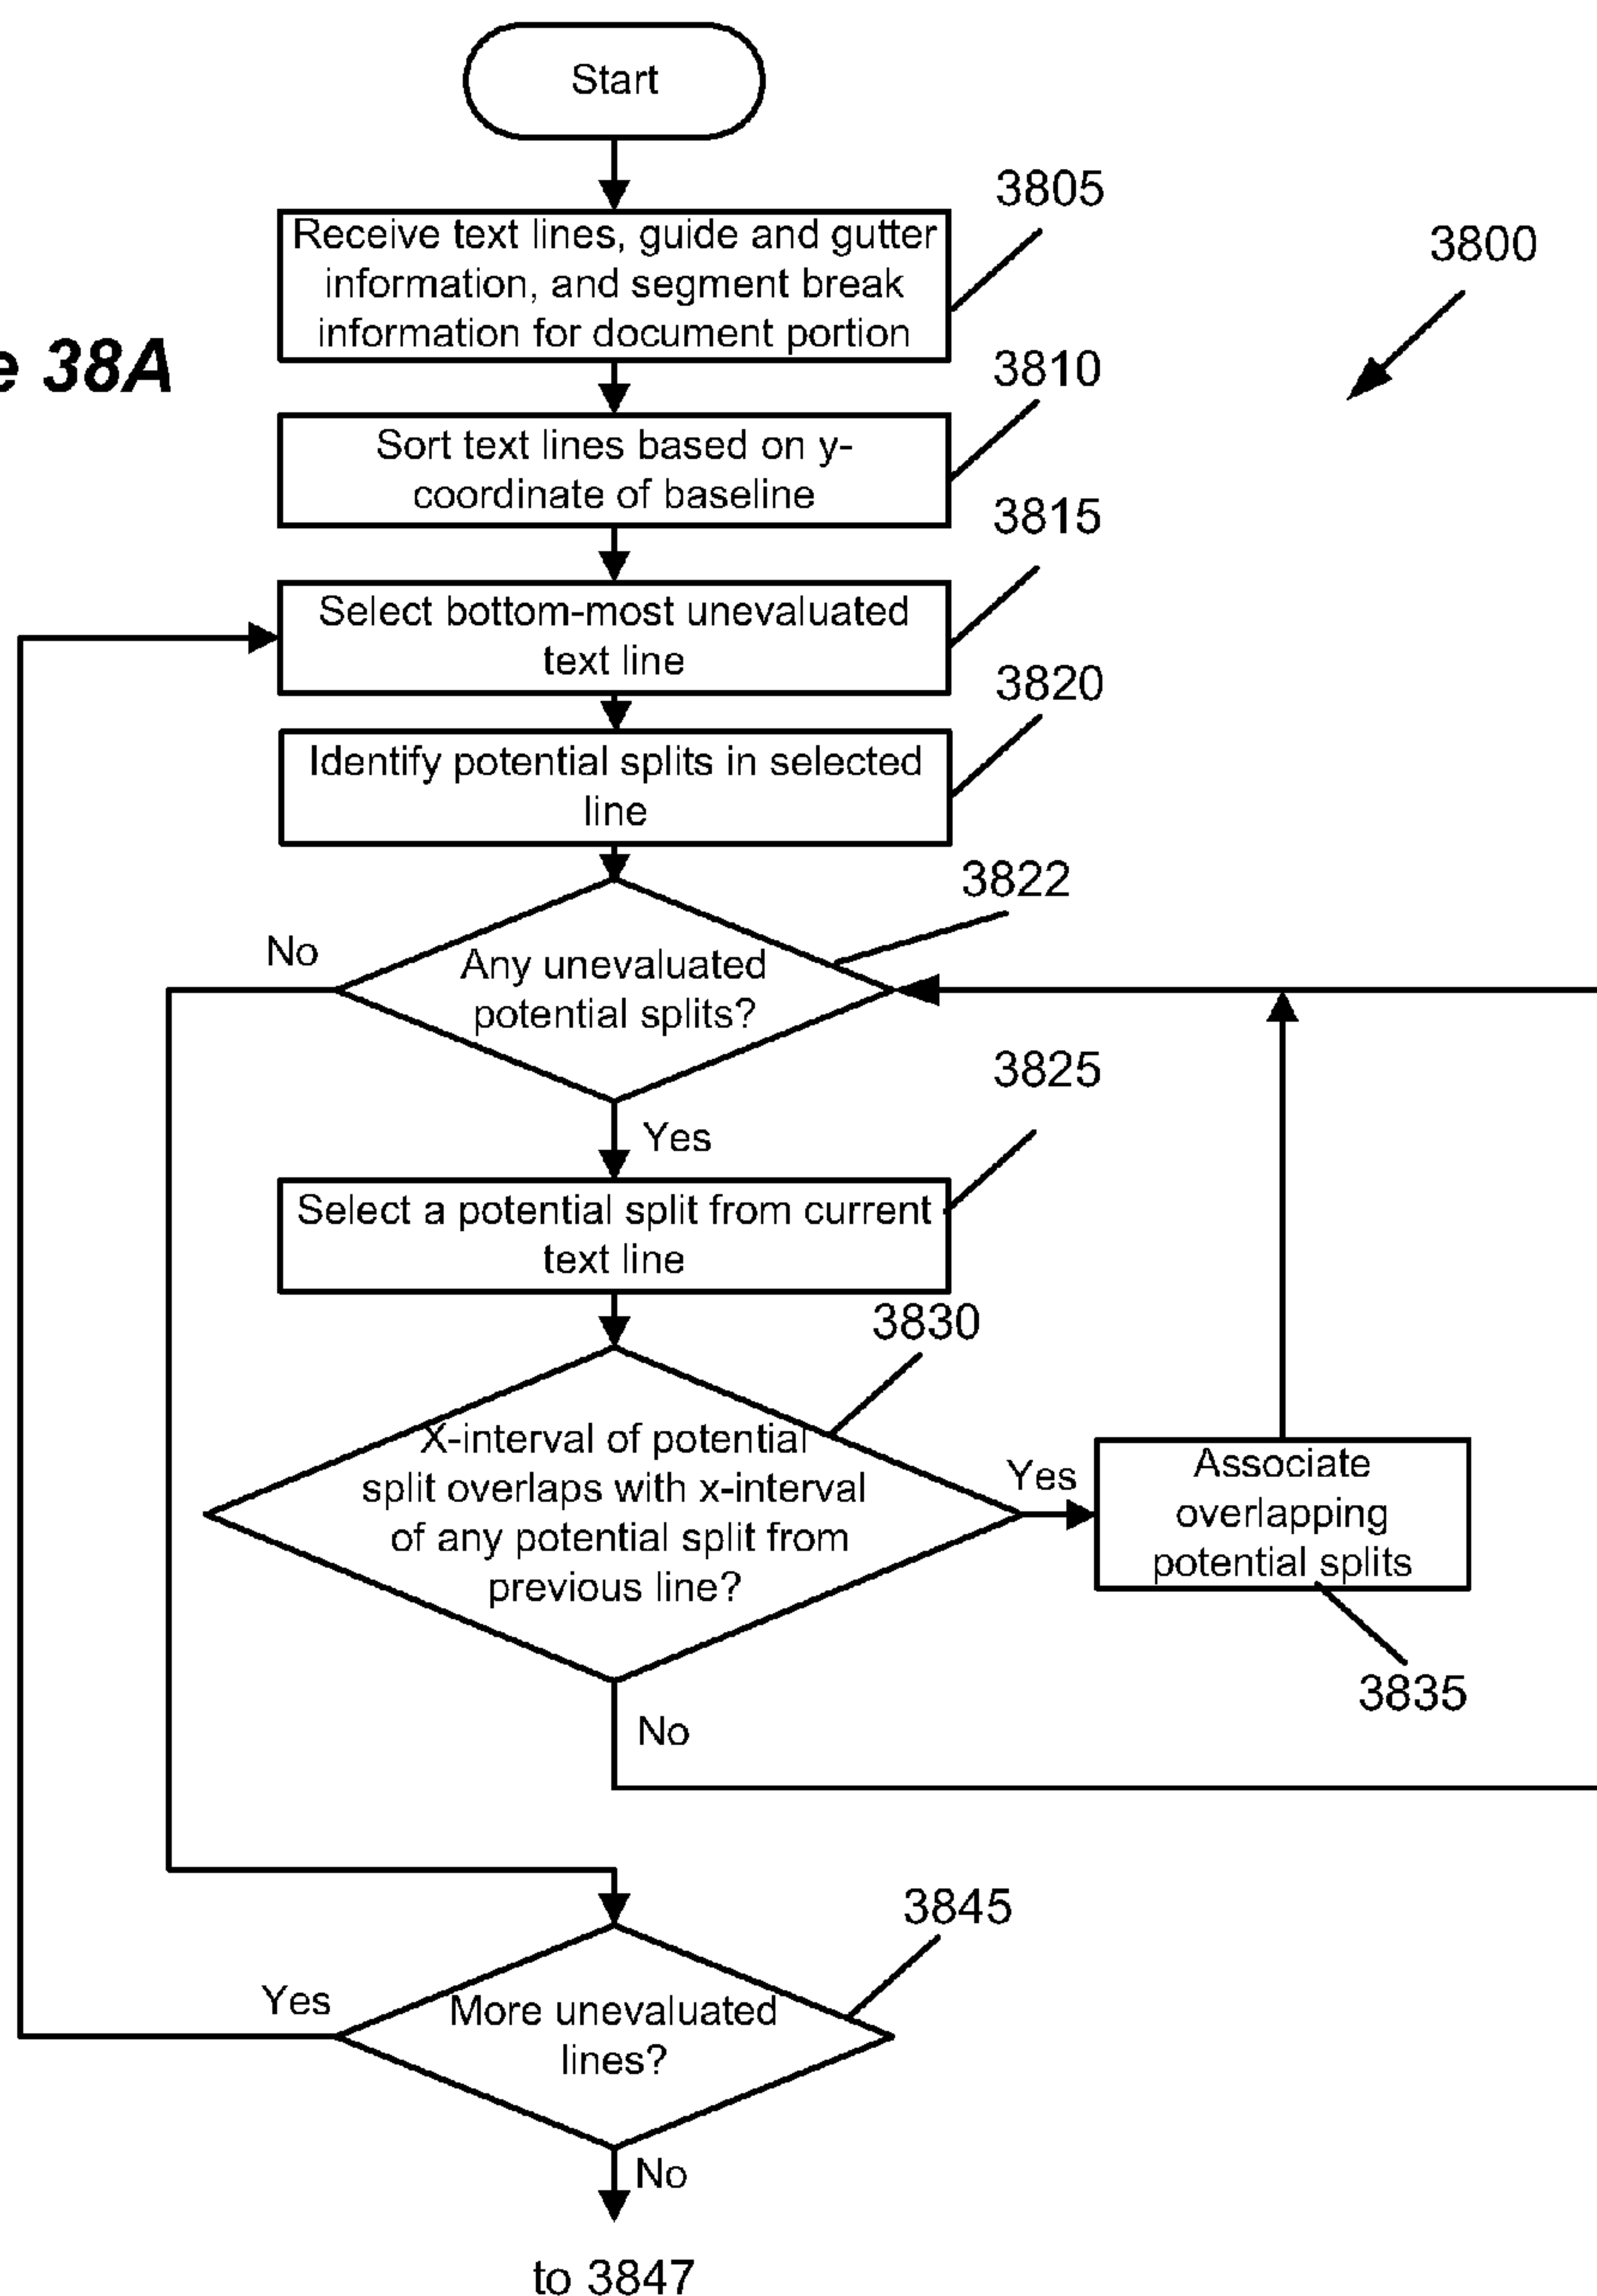 Start
3805
Receive text lines, guide and gutter
information, and segment break
information for document portion
3800
e 38A
3810
Sort text lines based on y-
coordinate of baseline
3815
Select bottom-most unevaluated
text line
3820
Identify potential splits in selected
line
3822
No
Any unevaluated
potential splits?
3825
Yes
Select a potential split from current
text line
3830
X-interval of potential
split overlaps with x-interval
of any potential split from
previous line?
Yes
Associate
overlapping
potential splits
3835
No
3845
Yes
More unevaluated
lines?
No
to 3847